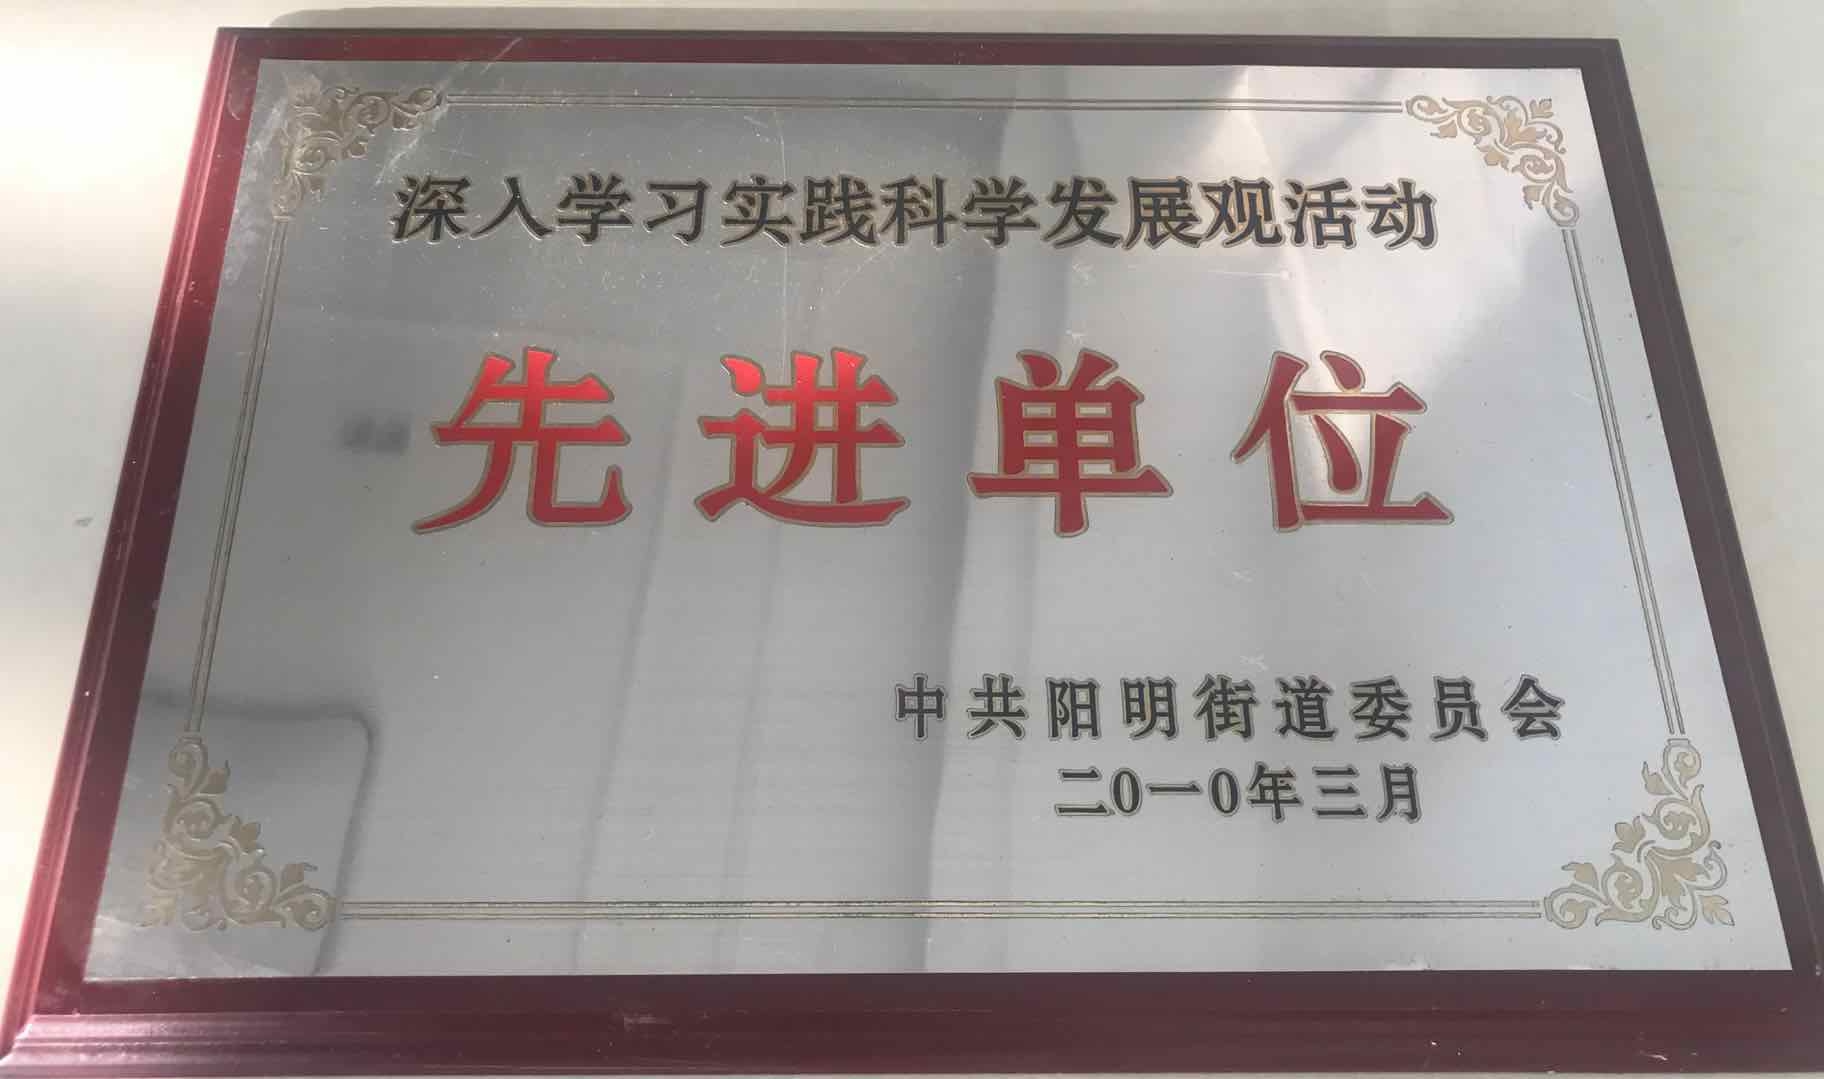 深入学习实践科学发展观活动
先进单位
中共阳明街道委员会
二0一0年三月